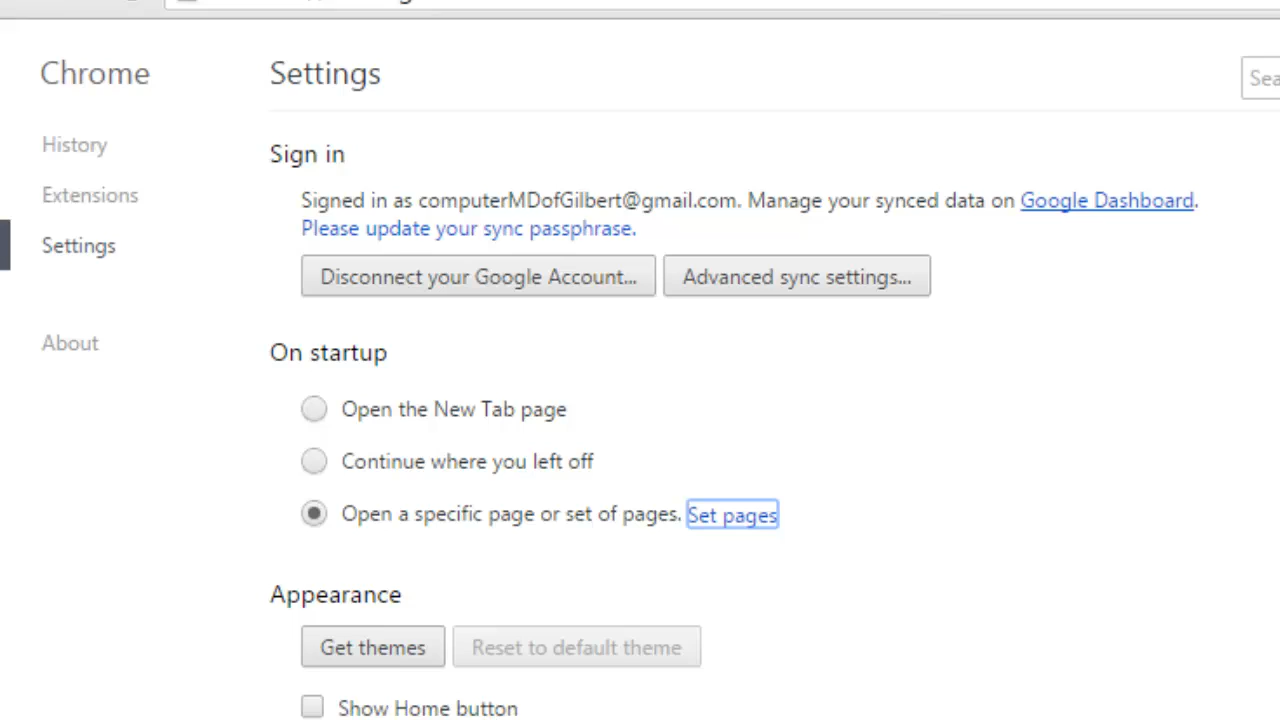 Chrome
Settings
Sea
History
Extensions
Settings
About
Sign in
Signed in as computerMDofGilbert@gmail.com. Manage your synced data on Google Dashboard.
Please update your sync passphrase.
Disconnect your Google Account... Advanced sync settings...
On startup
Open the New Tab page
Continue where you left off
Open a specific page or set of pages. Set pages
Appearance
Get themes Reset to default theme
Show Home button